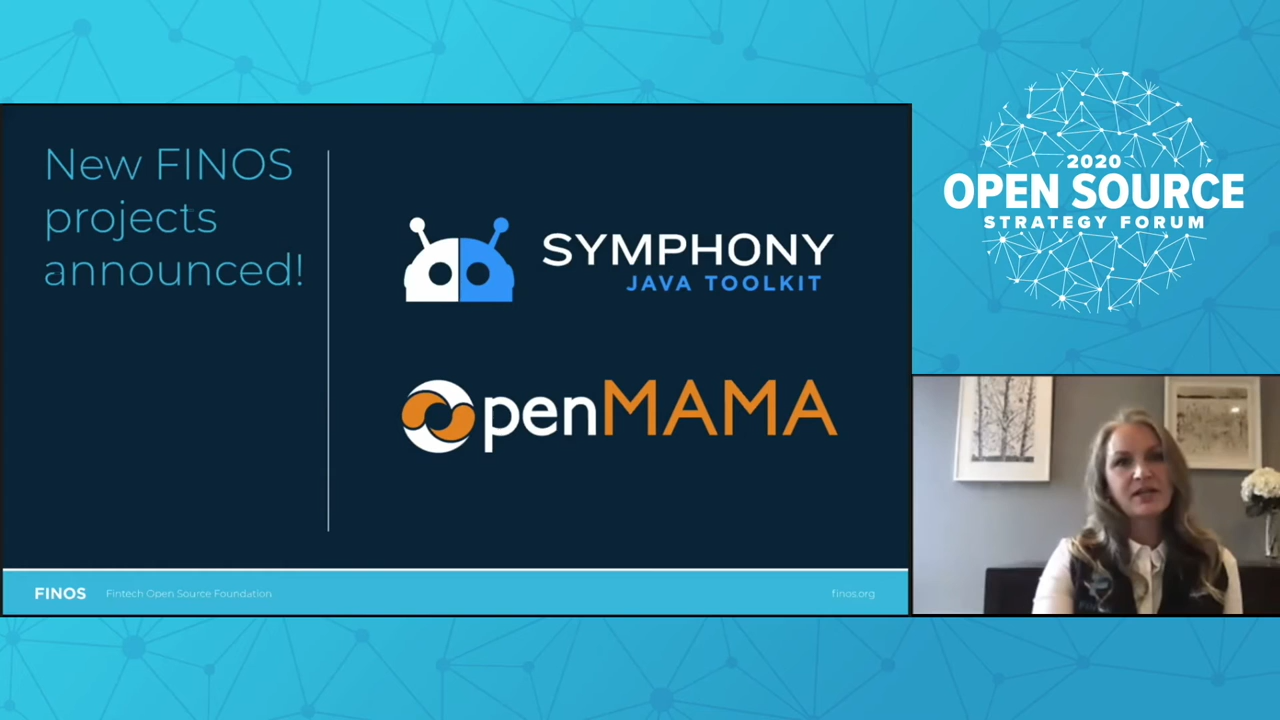 New FINOS
projects
announced!
SYMPHONY
JAVA TOOLKIT
OpenMAMA
FINOS Fintech Open Source Foundation finos.org
2020
OPEN SOURCE
STRATEGY FORUM